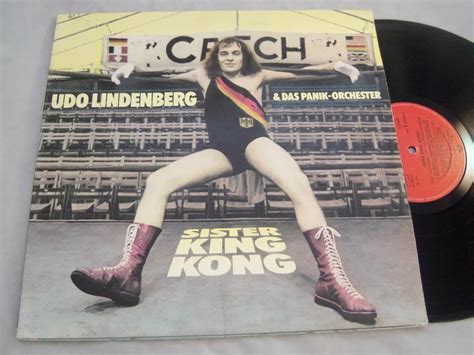 " CATCH "
UDO LINDENBERG
& DAS PANIK-ORCHESTER
SISTER
KING
KONG